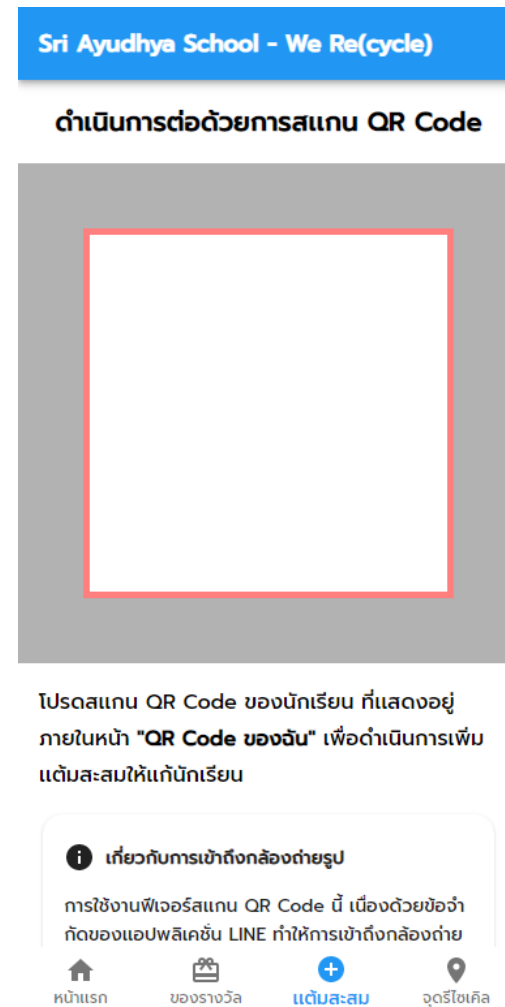 Sri Ayudhya School - We Re(cycle)
ดำเนินการต่อด้วยการสแกน QR Code
โปรดสแกน QR Code ของนักเรียน ที่แสดงอยู่
ภายในหน้า "QR Code ของฉัน" เพื่อดำเนินการเพิ่ม
แต้มสะสมให้แก้นักเรียน
เกี่ยวกับการเข้าถึงกล้องถ่ายรูป
การใช้งานฟีเจอร์สแกน QR Code นี้ เนื่องด้วยข้อจำ
กัดของแอปพลิเคชั่น LINE ทำให้การเข้าถึงกล้องถ่าย
หน้าแรก ของรางวัล แต้มสะสม จุดรีไซเคิล